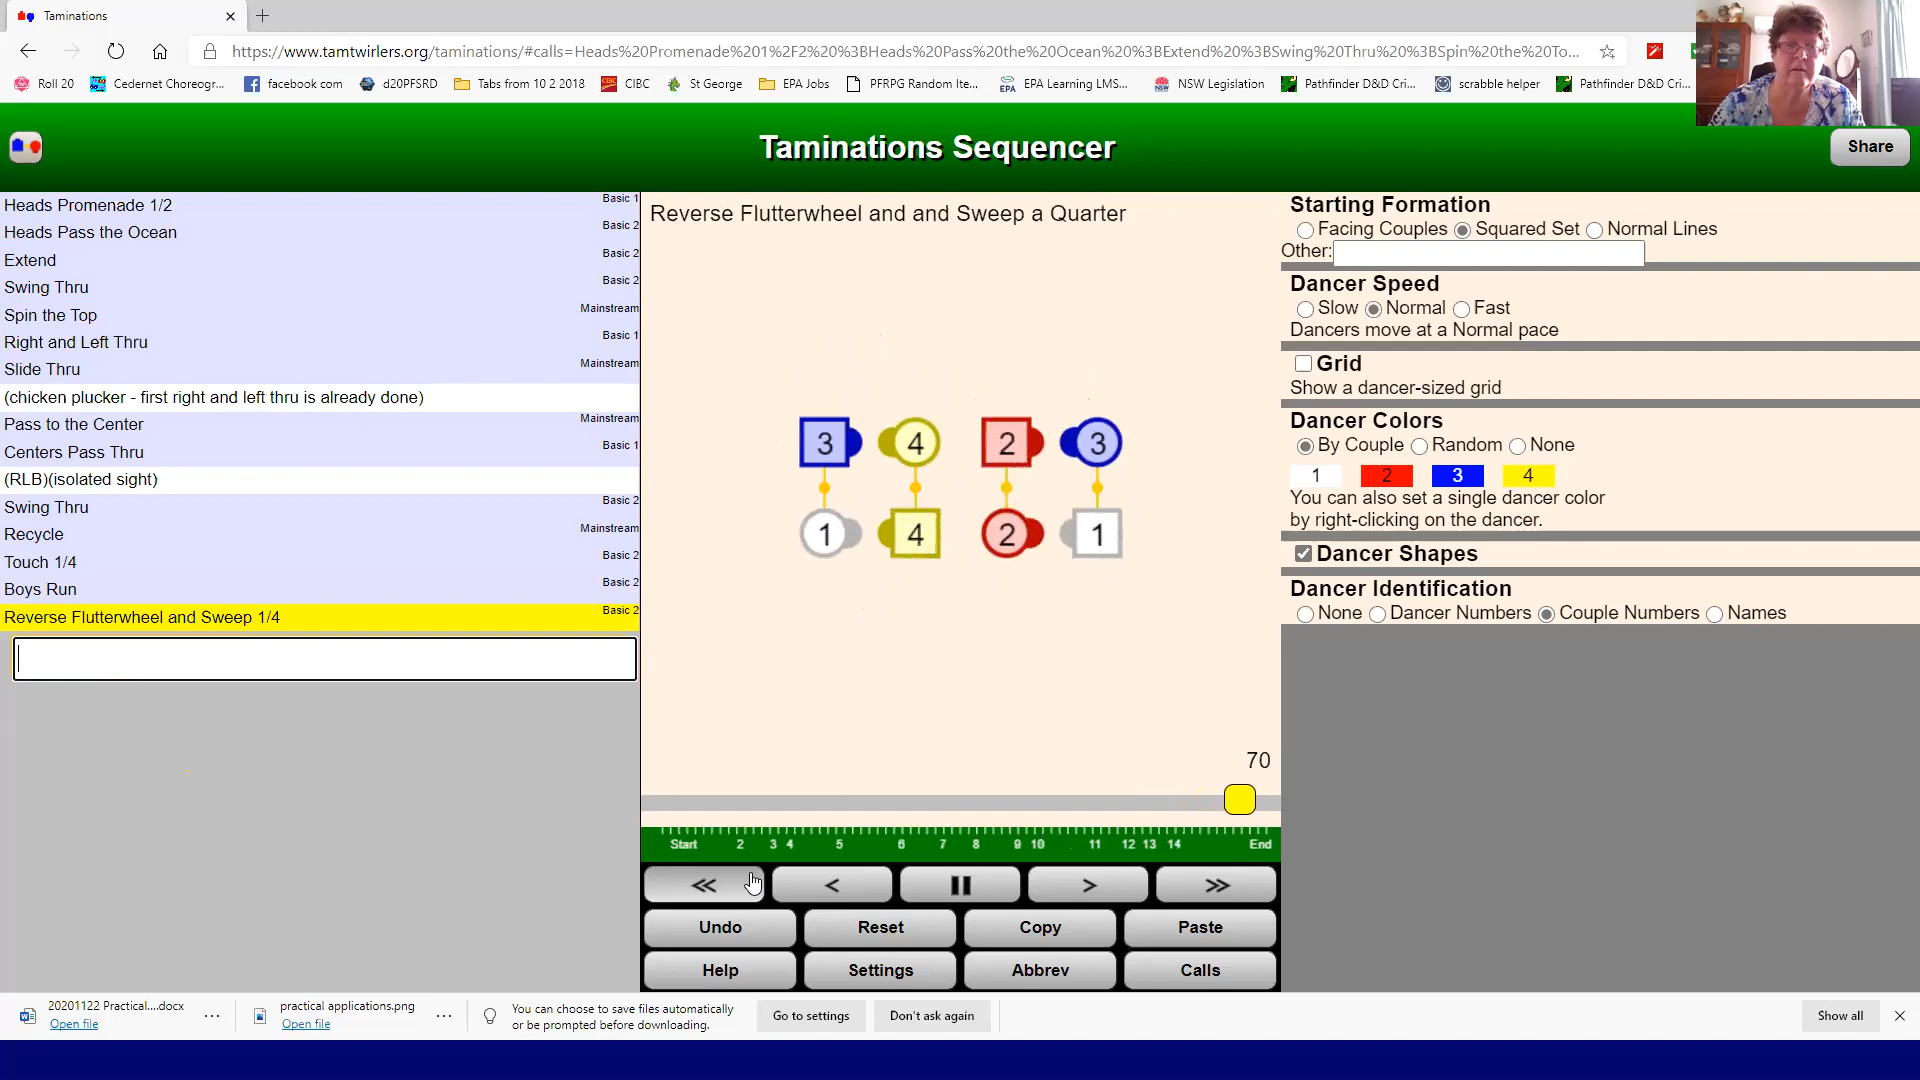 Taminations
https://www.tamtwirlers.org/taminations/#calls=Heads%20Promenade%201%2F2%20%3BHeads%20Pass%20the%20Ocean%20%3BExtend%20%3BSwing%20Thru%20%3BSpin%20the%20To...
Roll 20 Cedernet Choreogr... facebook.com d20PFSRD Tabs from 10 2 2018 CIBC St George EPA Jobs PFRPG Random Ite... EPA Learning LMS... NSW Legislation Pathfinder D&D Cri... scrabble helper Pathfinder D&D Cri...
Taminations Sequencer
Share
Heads Promenade 1/2 Basic 1
Heads Pass the Ocean Basic 2
Extend Basic 2
Swing Thru Basic 2
Spin the Top Mainstream
Right and Left Thru Basic 1
Slide Thru Mainstream
(chicken plucker - first right and left thru is already done)
Pass to the Center Mainstream
Centers Pass Thru Basic 1
(RLB)(isolated sight)
Swing Thru Basic 2
Recycle Mainstream
Touch 1/4 Basic 2
Boys Run Basic 2
Reverse Flutterwheel and Sweep 1/4 Basic 2
Reverse Flutterwheel and and Sweep a Quarter
3 4 2 3
1 4 2 1
70
Start 2 3 4 5 6 7 8 9 10 11 12 13 14 End
≪ < > ≫
Undo Reset Copy Paste
Help Settings Abbrev Calls
Starting Formation
Facing Couples Squared Set Normal Lines
Other:
Dancer Speed
Slow Normal Fast
Dancers move at a Normal pace
Grid
Show a dancer-sized grid
Dancer Colors
By Couple Random None
1 2 3 4
You can also set a single dancer color
by right-clicking on the dancer.
Dancer Shapes
Dancer Identification
None Dancer Numbers Couple Numbers Names
20201122 Practical....docx
Open file
practical applications.png
Open file
You can choose to save files automatically
or be prompted before downloading.
Go to settings
Don't ask again
Show all